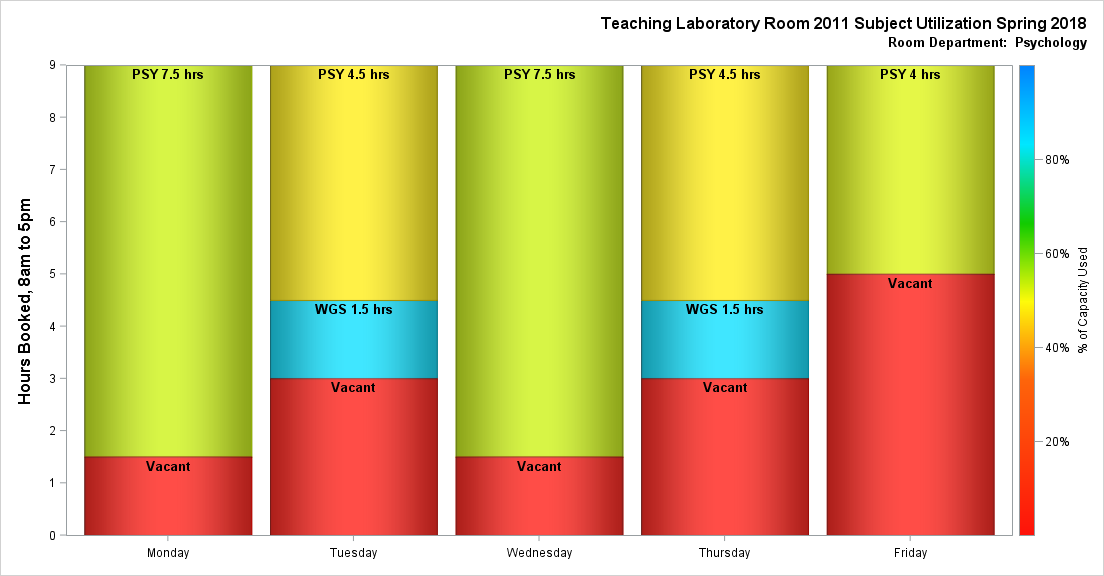 Teaching Laboratory Room 2011 Subject Utilization Spring 2018
Room Department:  Psychology
Hours Booked, 8am to 5pm
9
8
7
6
5
4
3
2
1
0
PSY 7.5 hrs
Vacant
PSY 4.5 hrs
WGS 1.5 hrs
Vacant
PSY 7.5 hrs
Vacant
PSY 4.5 hrs
WGS 1.5 hrs
Vacant
PSY 4 hrs
Vacant
Monday
Tuesday
Wednesday
Thursday
Friday
80%
60%
40%
20%
% of Capacity Used